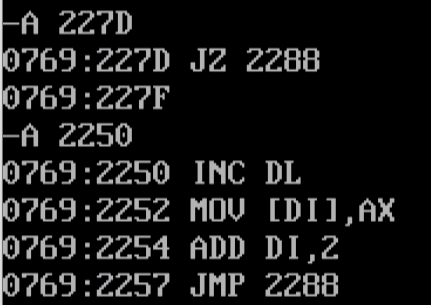 -A 227D
0769:227D JZ 2288
0769:227F
-A 2250
0769:2250 INC DL
0769:2252 MOV [DI],AX
0769:2254 ADD DI,2
0769:2257 JMP 2288